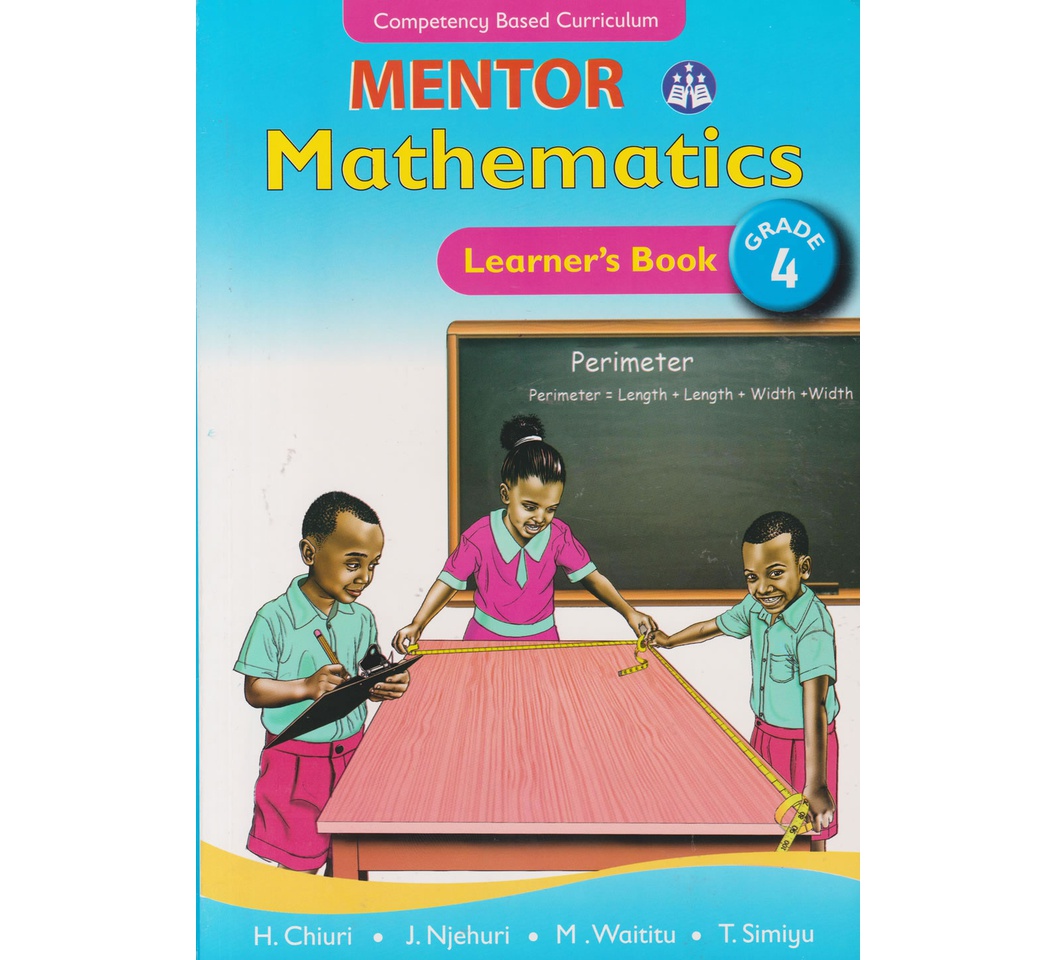 Competency Based Curriculum
MENTOR
Mathematics
Learner's Book
GRADE
4
Perimeter
Perimeter = Length + Length + Width +Width
H. Chiuri • J. Njehuri • M .Waititu • T. Simiyu